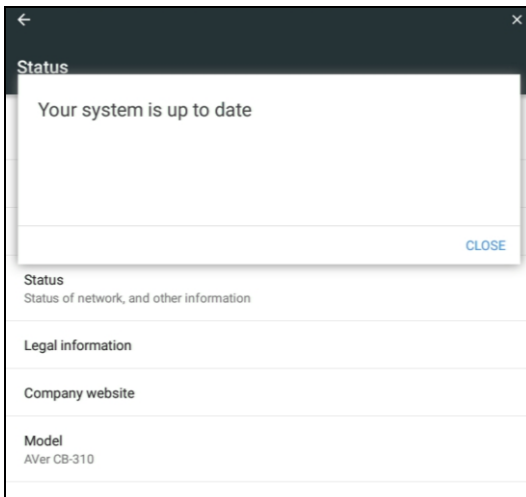 Status
Your system is up to date
CLOSE
Status
Status of network, and other information
Legal information
Company website
Model
AVer CB-310